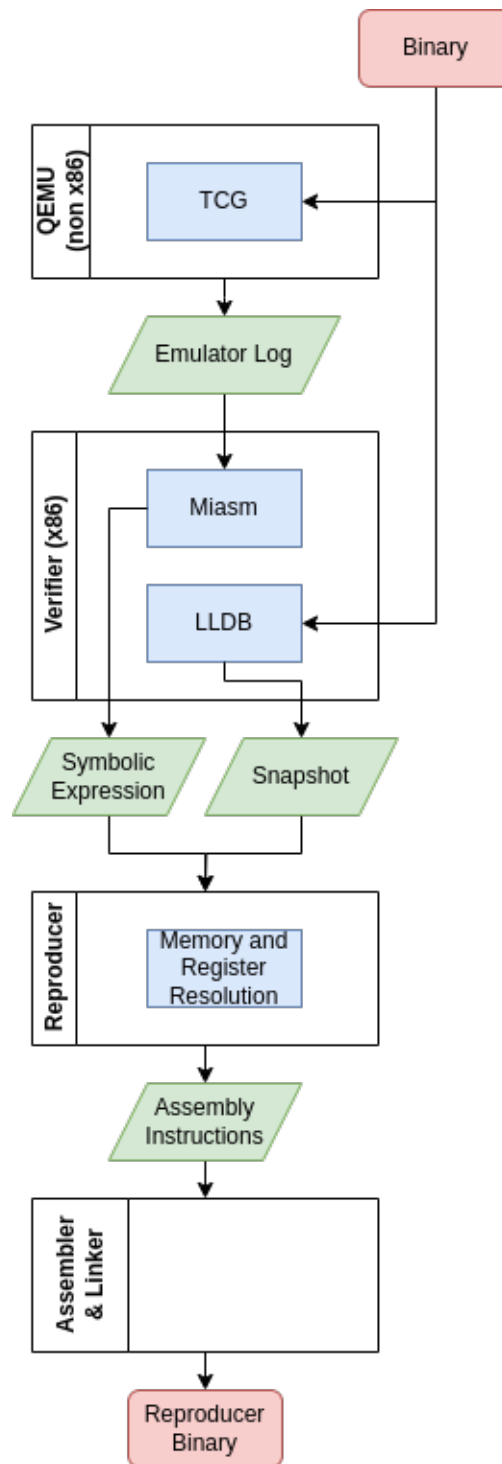 Binary
QEMU
(non x86)
TCG
Emulator Log
Verifier (x86)
Miasm
LLDB
Symbolic
Expression
Snapshot
Reproducer
Memory and
Register
Resolution
Assembly
Instructions
Assembler
& Linker
Reproducer
Binary